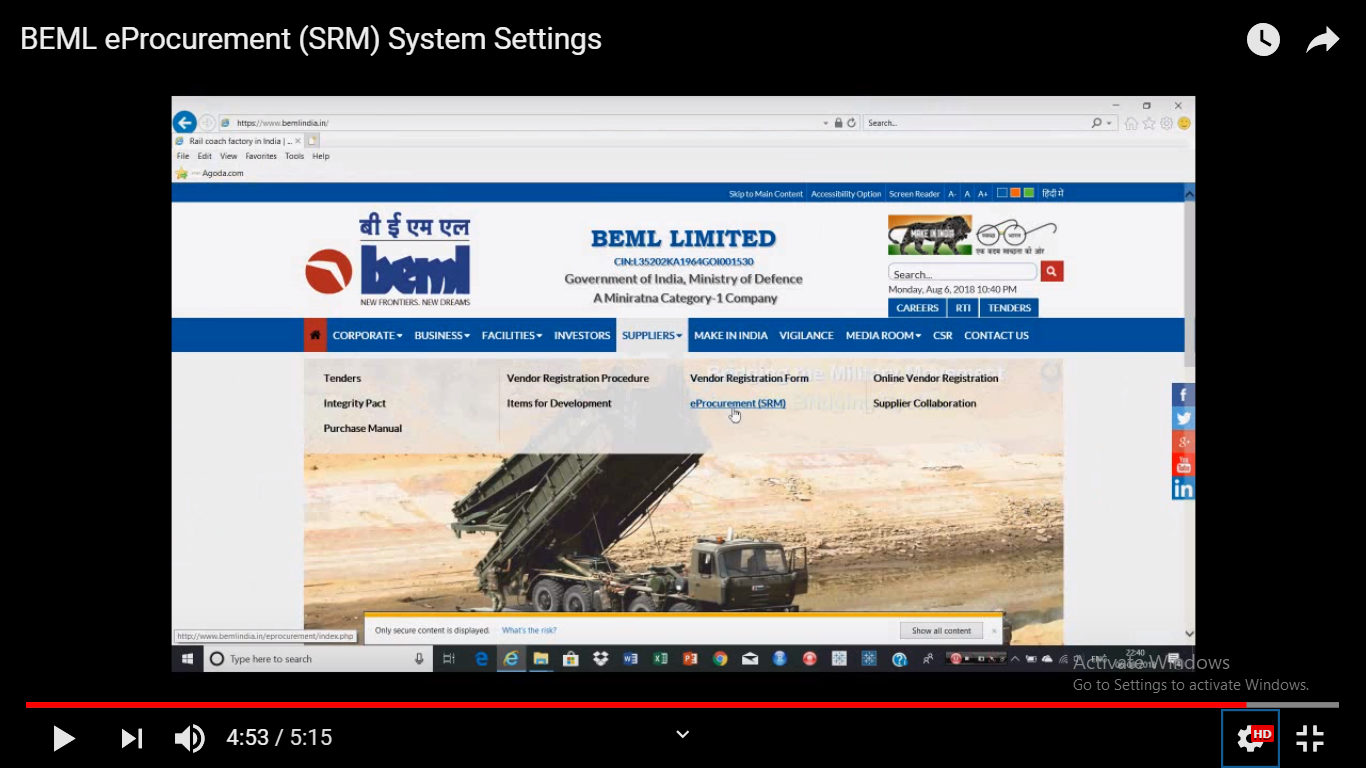 BEML eProcurement (SRM) System Settings
https://www.bemlindia.in/
Search...
Rail coach factory in India | ...
File Edit View Favorites Tools Help
Agoda.com
Skip to Main Content Accessibility Option Screen Reader A- A A+ हिंदी में
बी ई एम एल
beml
NEW FRONTIERS. NEW DREAMS
BEML LIMITED
CIN:L35202KA1964GOI001530
Government of India, Ministry of Defence
A Miniratna Category-1 Company
MAKE IN INDIA
स्वच्छ भारत
एक कदम स्वच्छता की ओर
Search...
Monday, Aug 6, 2018 10:40 PM
CAREERS RTI TENDERS
CORPORATE BUSINESS FACILITIES INVESTORS SUPPLIERS MAKE IN INDIA VIGILANCE MEDIA ROOM CSR CONTACT US
Tenders Vendor Registration Procedure Vendor Registration Form Online Vendor Registration
Integrity Pact Items for Development eProcurement (SRM) Supplier Collaboration
Purchase Manual
f
g+
You Tube
in
Only secure content is displayed. What's the risk? Show all content
http://www.bemlindia.in/eprocurement/index.php
Type here to search
ENG
22:40
Activate Windows
Go to Settings to activate Windows.
4:53 / 5:15
HD